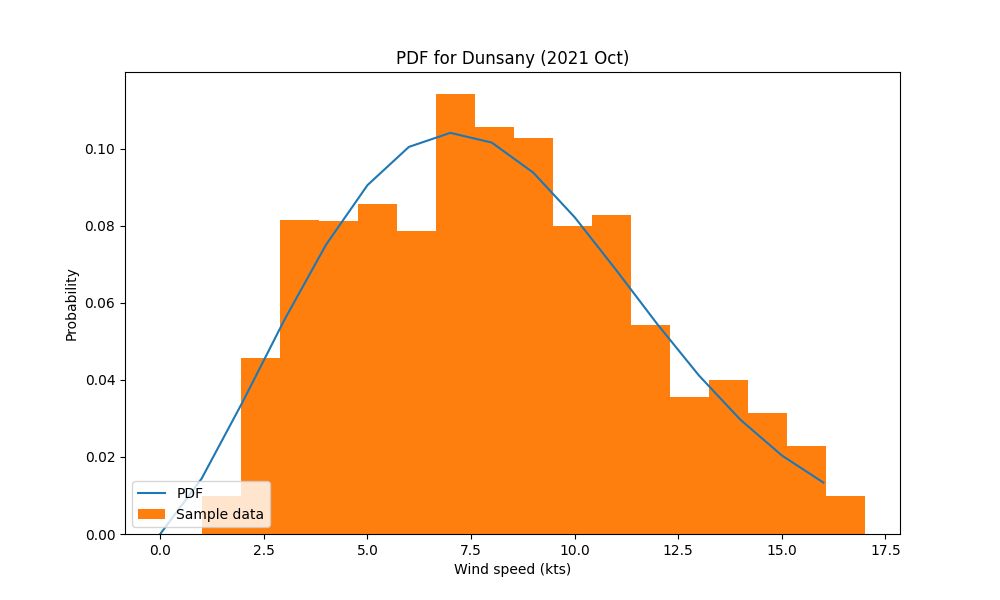 PDF for Dunsany (2021 Oct)
Probability
0.10
0.08
0.06
0.04
0.02
0.00
PDF
Sample data
0.0 2.5 5.0 7.5 10.0 12.5 15.0 17.5
Wind speed (kts)